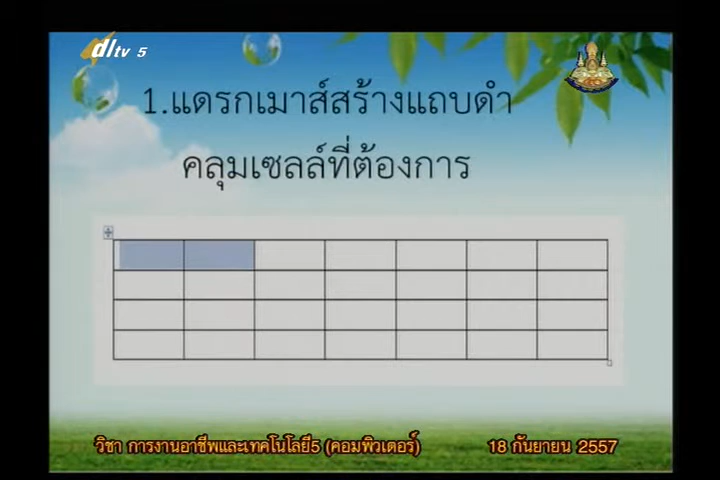 dltv 5
1.แดรกเมาส์สร้างแถบดำ
คลุมเซลล์ที่ต้องการ
วิชา การงานอาชีพและเทคโนโลยี5 (คอมพิวเตอร์)
18 กันยายน 2557